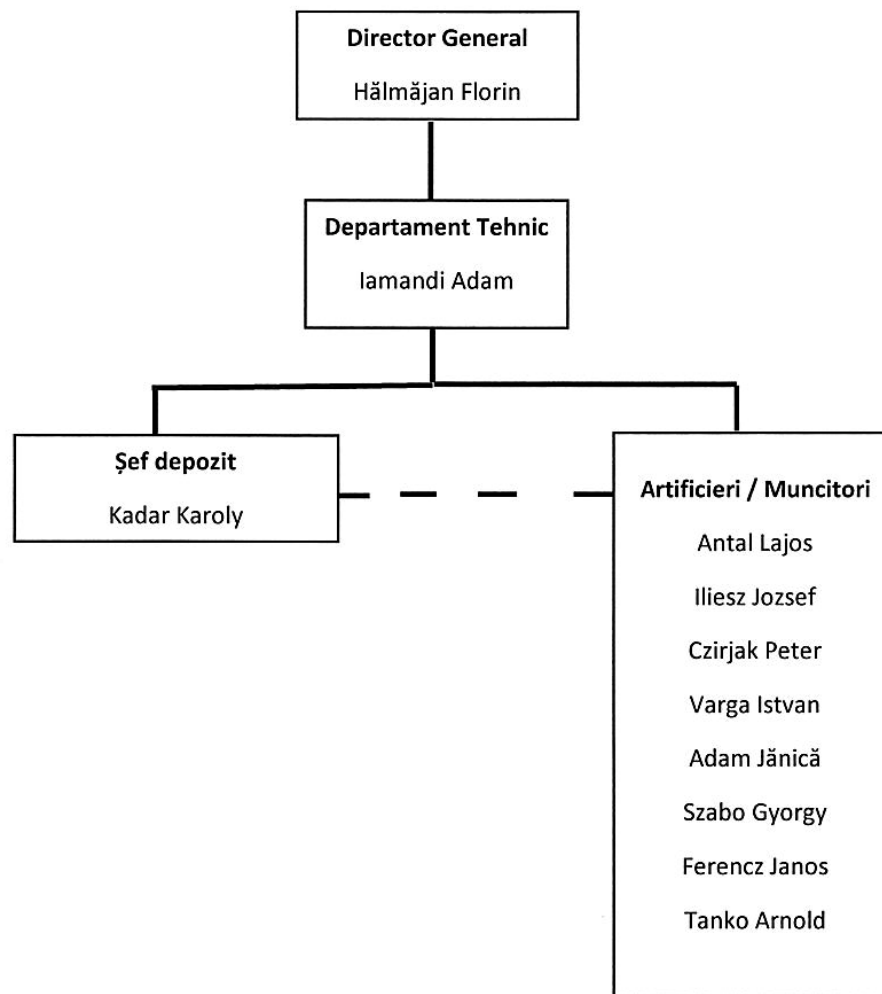 Director General
Hălmăjan Florin
Departament Tehnic
Iamandi Adam
Șef depozit
Kadar Karoly
Artificieri / Muncitori
Antal Lajos
Iliesz Jozsef
Czirjak Peter
Varga Istvan
Adam Jănică
Szabo Gyorgy
Ferencz Janos
Tanko Arnold